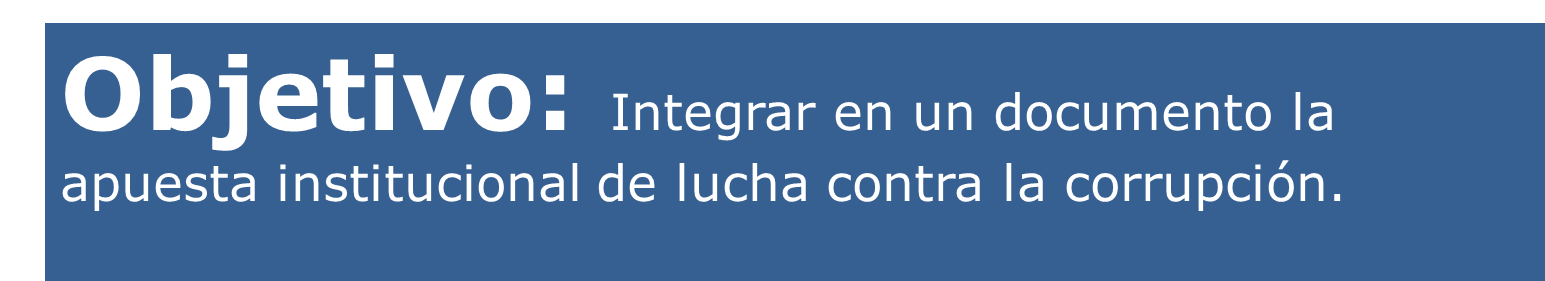 Objetivo: Integrar en un documento la
apuesta institucional de lucha contra la corrupción.